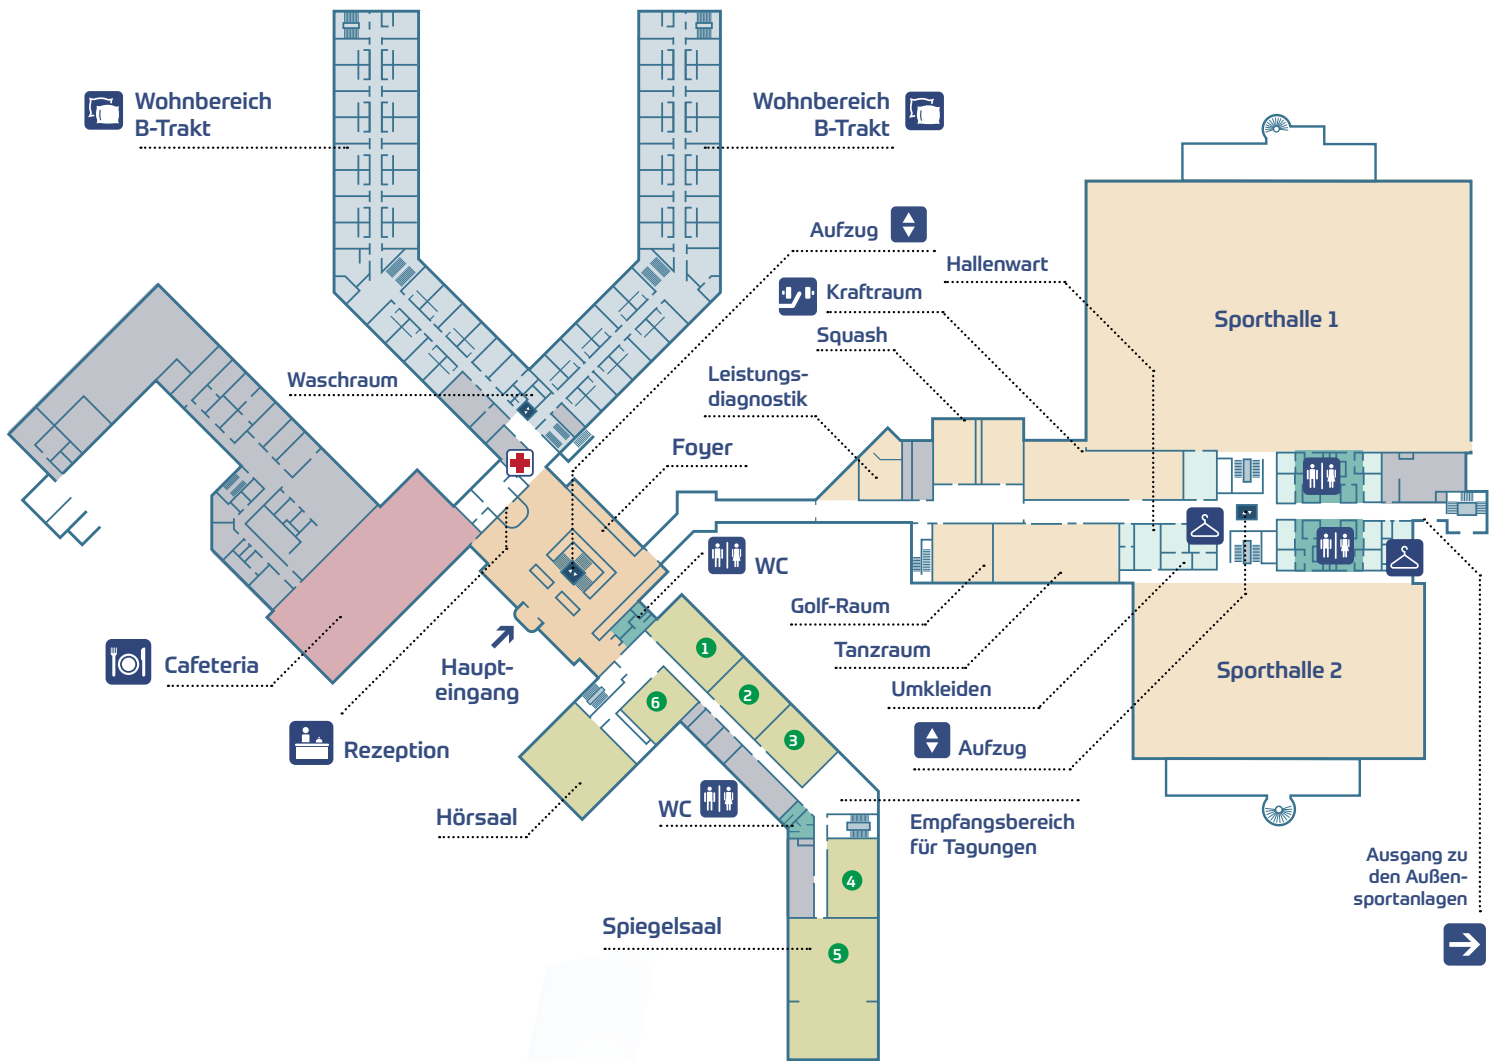 Wohnbereich
B-Trakt
Wohnbereich
B-Trakt
Aufzug
Hallenwart
Kraftraum
Squash
Sporthalle 1
Leistungs-
diagnostik
Waschraum
Foyer
WC
Golf-Raum
Tanzraum
Umkleiden
Sporthalle 2
Aufzug
Cafeteria
Haupt-
eingang
Rezeption
1
2
3
6
Hörsaal
WC
Empfangsbereich
für Tagungen
4
Spiegelsaal
5
Ausgang zu
den Außen-
sportanlagen